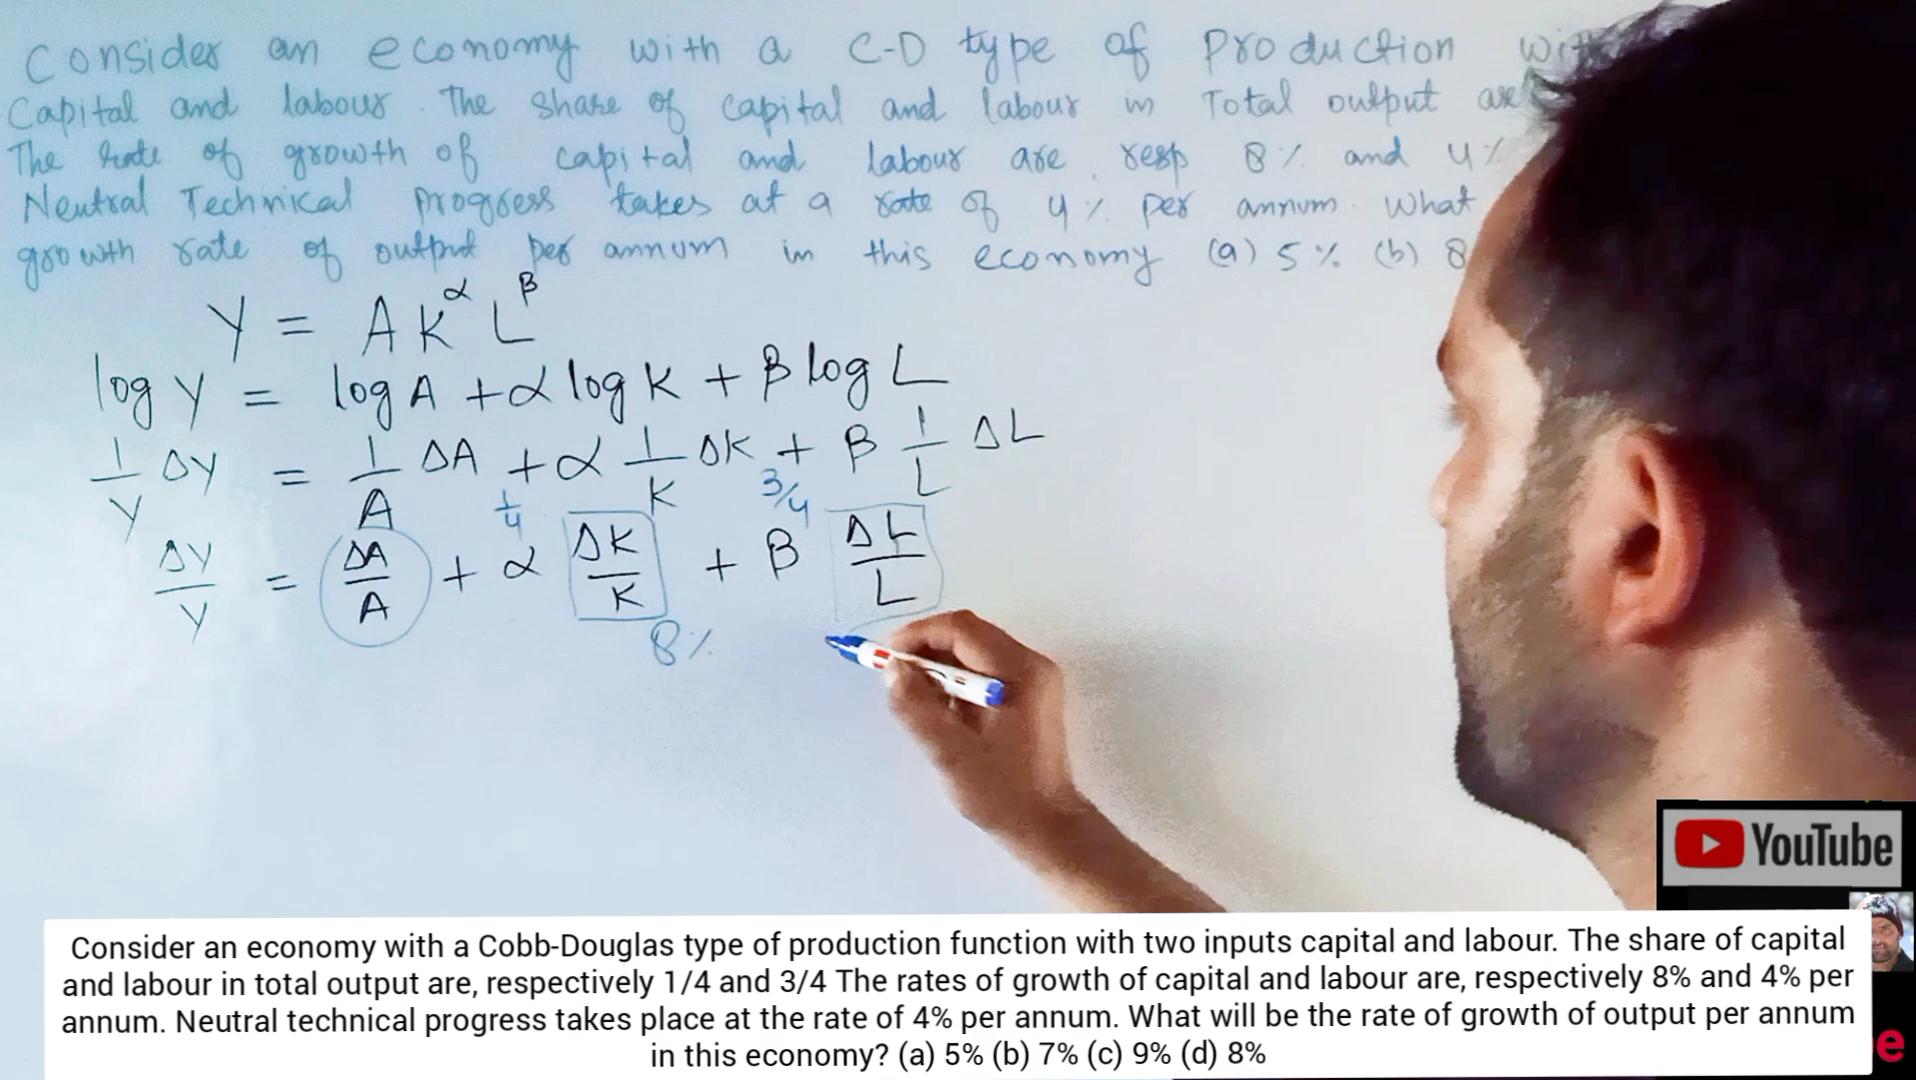 Consider an economy with a C-D type of Production
Capital and labour. The share of capital and labour in Total output are
The rate of growth of capital and labour are resp 8% and 4%
Neutral Technical progress takes at a rate of 4% per annum. What
growth rate of output per annum in this economy (a) 5% (b) 8
Y = AK^α L^β
log Y = log A + α log K + β log L
1/Y ΔY = 1/A ΔA + α 1/K ΔK + β 1/L ΔL
1/4 3/4
ΔY/Y = ΔA/A + α ΔK/K + β ΔL/L
8%
YouTube
Consider an economy with a Cobb-Douglas type of production function with two inputs capital and labour. The share of capital
and labour in total output are, respectively 1/4 and 3/4 The rates of growth of capital and labour are, respectively 8% and 4% per
annum. Neutral technical progress takes place at the rate of 4% per annum. What will be the rate of growth of output per annum
in this economy? (a) 5% (b) 7% (c) 9% (d) 8%